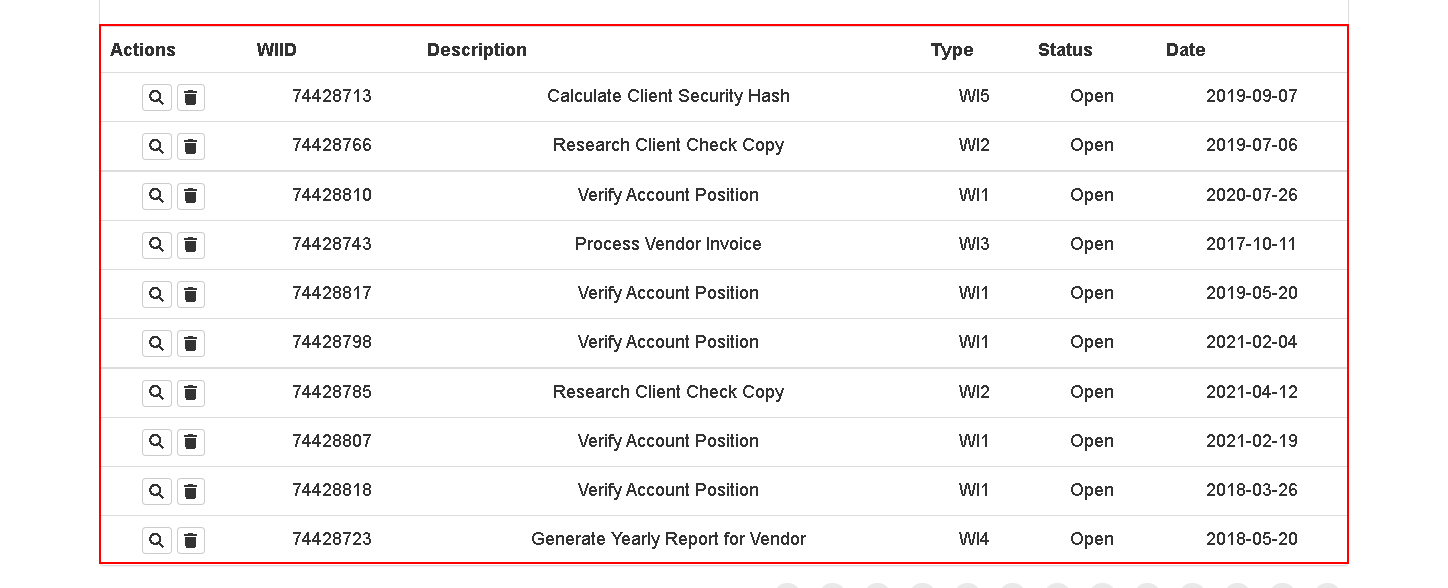 Actions WIID Description Type Status Date
74428713 Calculate Client Security Hash WI5 Open 2019-09-07
74428766 Research Client Check Copy WI2 Open 2019-07-06
74428810 Verify Account Position WI1 Open 2020-07-26
74428743 Process Vendor Invoice WI3 Open 2017-10-11
74428817 Verify Account Position WI1 Open 2019-05-20
74428798 Verify Account Position WI1 Open 2021-02-04
74428785 Research Client Check Copy WI2 Open 2021-04-12
74428807 Verify Account Position WI1 Open 2021-02-19
74428818 Verify Account Position WI1 Open 2018-03-26
74428723 Generate Yearly Report for Vendor WI4 Open 2018-05-20